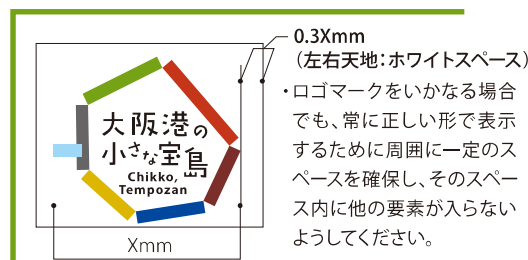 大阪港の
小さな宝島
Chikko,
Tempozan
Xmm
0.3Xmm
（左右天地：ホワイトスペース）
・ロゴマークをいかなる場合
でも、常に正しい形で表示
するために周囲に一定のス
ペースを確保し、そのスペー
ス内に他の要素が入らない
ようしてください。